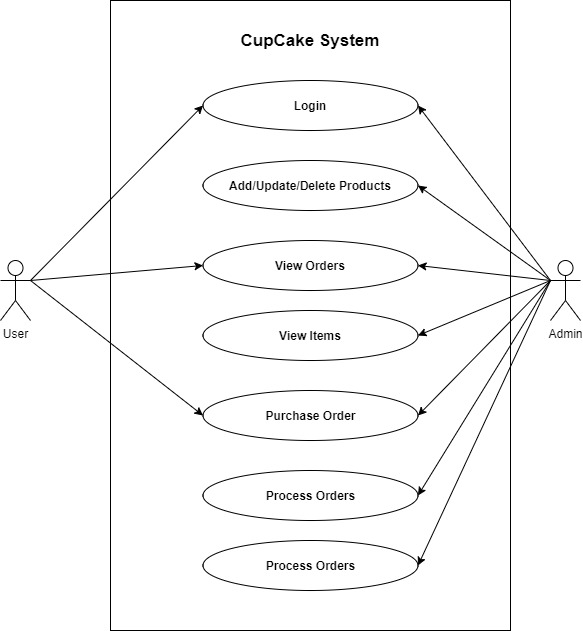 CupCake System
Login
Add/Update/Delete Products
View Orders
User
Admin
View Items
Purchase Order
Process Orders
Process Orders